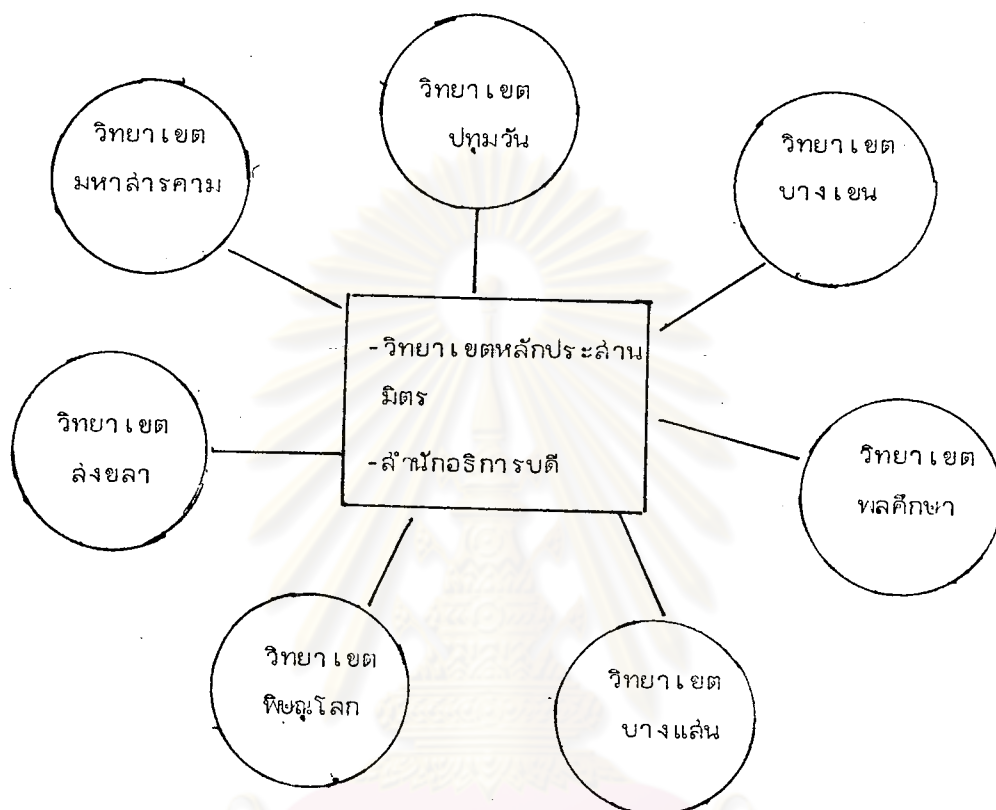 วิทยาเขต
ปทุมวัน
วิทยาเขต
มหาสารคาม
วิทยาเขต
บางเขน
-วิทยาเขตหลักประสาน
มิตร
-สำนักอธิการบดี
วิทยาเขต
สงขลา
วิทยาเขต
พลศึกษา
วิทยาเขต
พิษณุโลก
วิทยาเขต
บางแสน